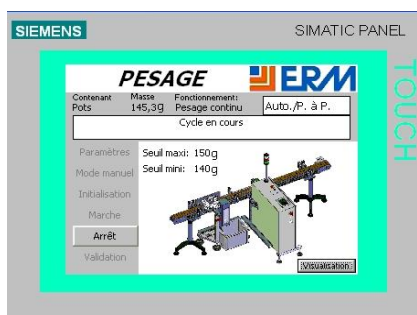 SIEMENS
SIMATIC PANEL
TOUCH
PESAGE
ERM
Contenant Masse Fonctionnement:
Pots 145,3g Pesage continu Auto./P. à P.
Cycle en cours
Paramètres Seuil maxi: 150g
Mode manuel Seuil mini: 140g
Initialisation
Marche
Arrêt
Validation
Visualisation